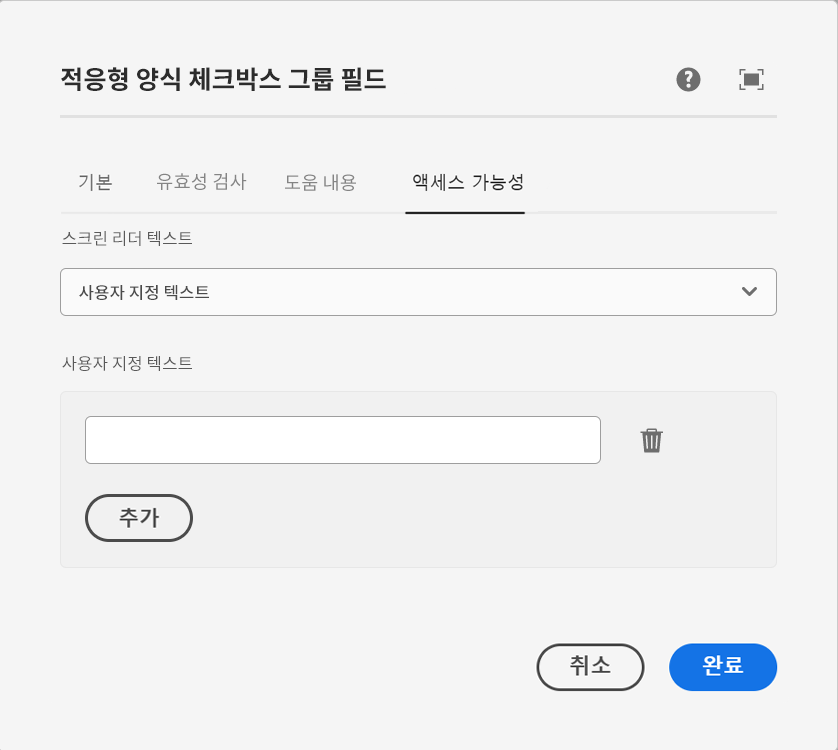 적응형 양식 체크박스 그룹 필드
기본 유효성 검사 도움 내용 액세스 가능성
스크린 리더 텍스트
사용자 지정 텍스트
사용자 지정 텍스트
추가
취소 완료